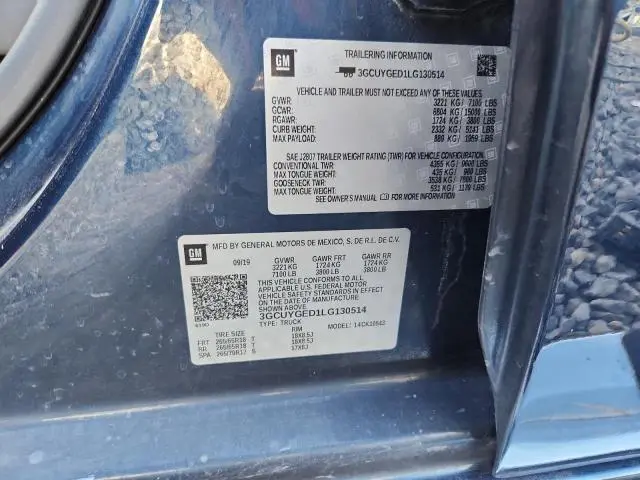 GM
TRAILERING INFORMATION
3GCUYGED1LG130514
VEHICLE AND TRAILER MUST NOT EXCEED ANY OF THESE VALUES.
GVWR: 3221 KG / 7100 LBS
GCWR: 6804 KG / 15000 LBS
RGAWR: 1724 KG / 3800 LBS
CURB WEIGHT: 2332 KG / 5141 LBS
MAX PAYLOAD: 889 KG / 1959 LBS
SAE J2807 TRAILER WEIGHT RATING (TWR) FOR VEHICLE CONFIGURATION.
CONVENTIONAL TWR: 4355 KG / 9600 LBS
MAX TONGUE WEIGHT: 435 KG / 960 LBS
GOOSENECK TWR: 3538 KG / 7800 LBS
MAX TONGUE WEIGHT: 531 KG / 1170 LBS
SEE OWNER'S MANUAL FOR MORE INFORMATION
GM
MFD BY GENERAL MOTORS DE MEXICO, S. DE R.L. DE C.V.
09/19 GVWR GAWR FRT GAWR RR
3221 KG 1724 KG 1724 KG
7100 LB 3800 LB 3800 LB
THIS VEHICLE CONFORMS TO ALL
APPLICABLE U.S. FEDERAL MOTOR
VEHICLE SAFETY STANDARDS IN EFFECT
ON THE DATE OF MANUFACTURE
SHOWN ABOVE.
3GCUYGED1LG130514
TYPE: TRUCK MODEL: 14CK10543
TIRE SIZE RIM
FRT 265/65R18 T 18X8.5J
RR 265/65R18 T 18X8.5J
SPA 265/70R17 S 17X8J